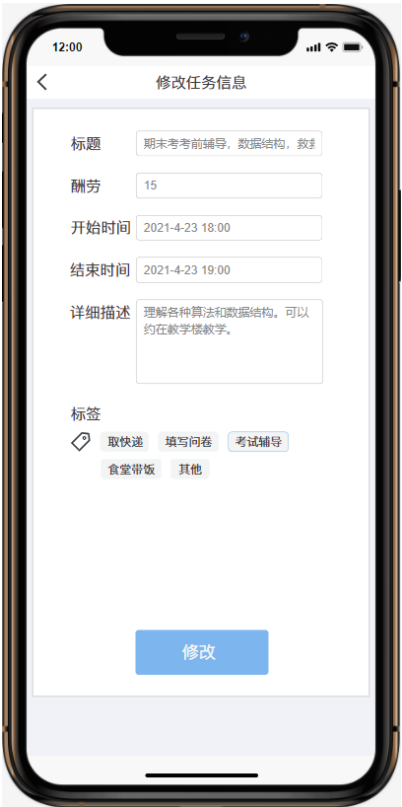 12:00
修改任务信息
标题 期末考考前辅导，数据结构，救
酬劳 15
开始时间 2021-4-23 18:00
结束时间 2021-4-23 19:00
详细描述 理解各种算法和数据结构。可以
约在教学楼教学。
标签
取快递 填写问卷 考试辅导
食堂带饭 其他
修改